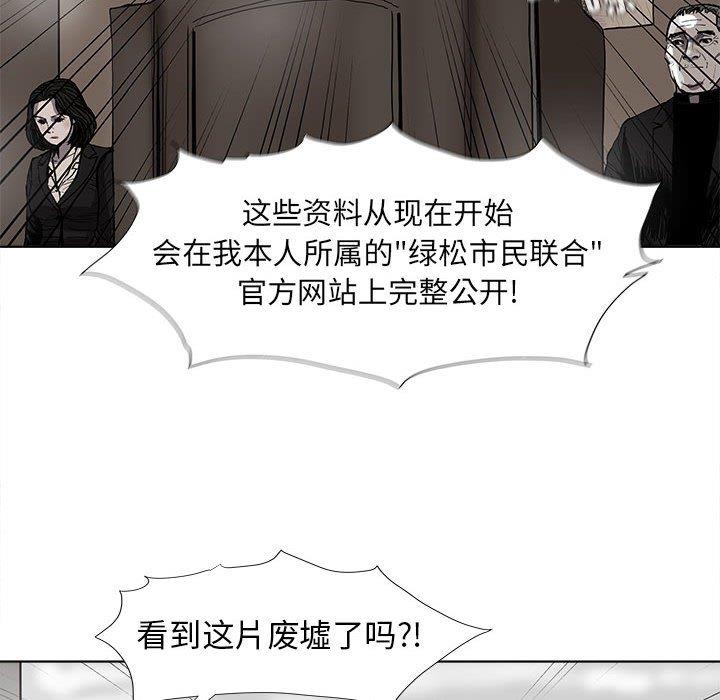 这些资料从现在开始
会在我本人所属的"绿松市民联合"
官方网站上完整公开!
看到这片废墟了吗?!